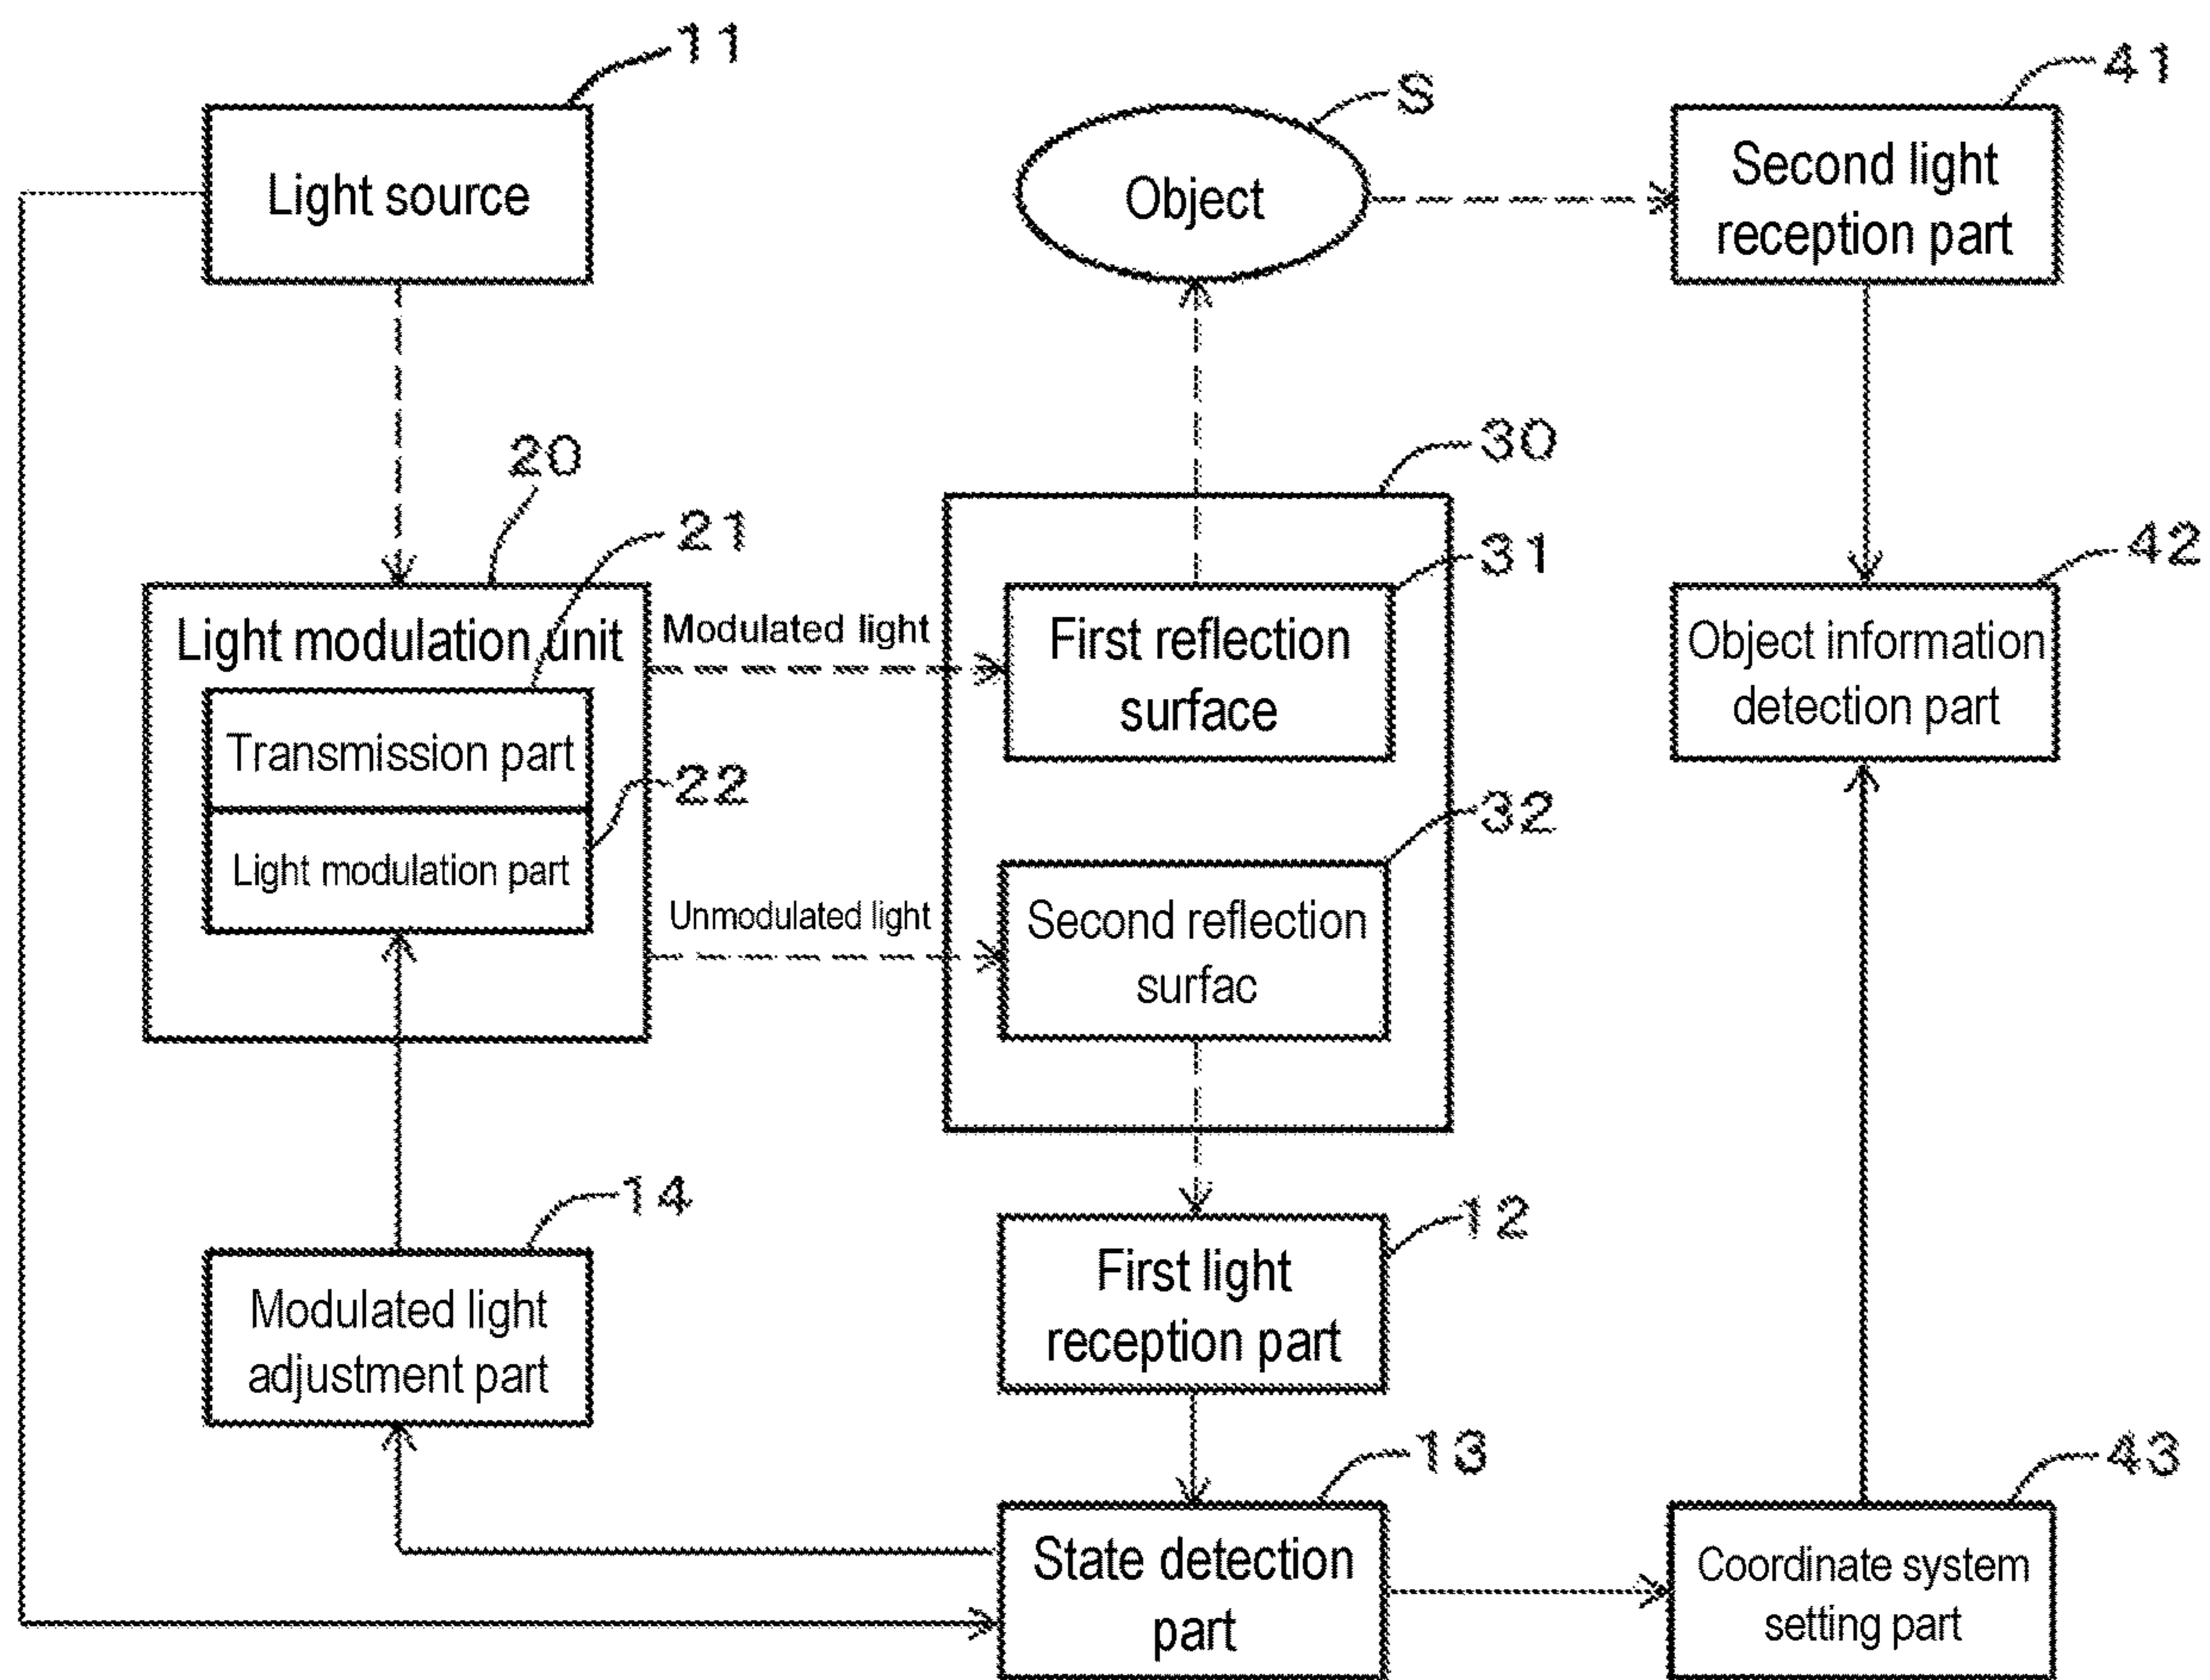 11
S
41
Light source
Object
Second light
reception part
20
30
21
31
42
Light modulation unit
Modulated light
First reflection
surface
Object information
detection part
Transmission part
22
32
Light modulation part
Unmodulated light
Second reflection
surfac
14
12
Modulated light
adjustment part
First light
reception part
13
43
State detection
part
Coordinate system
setting part